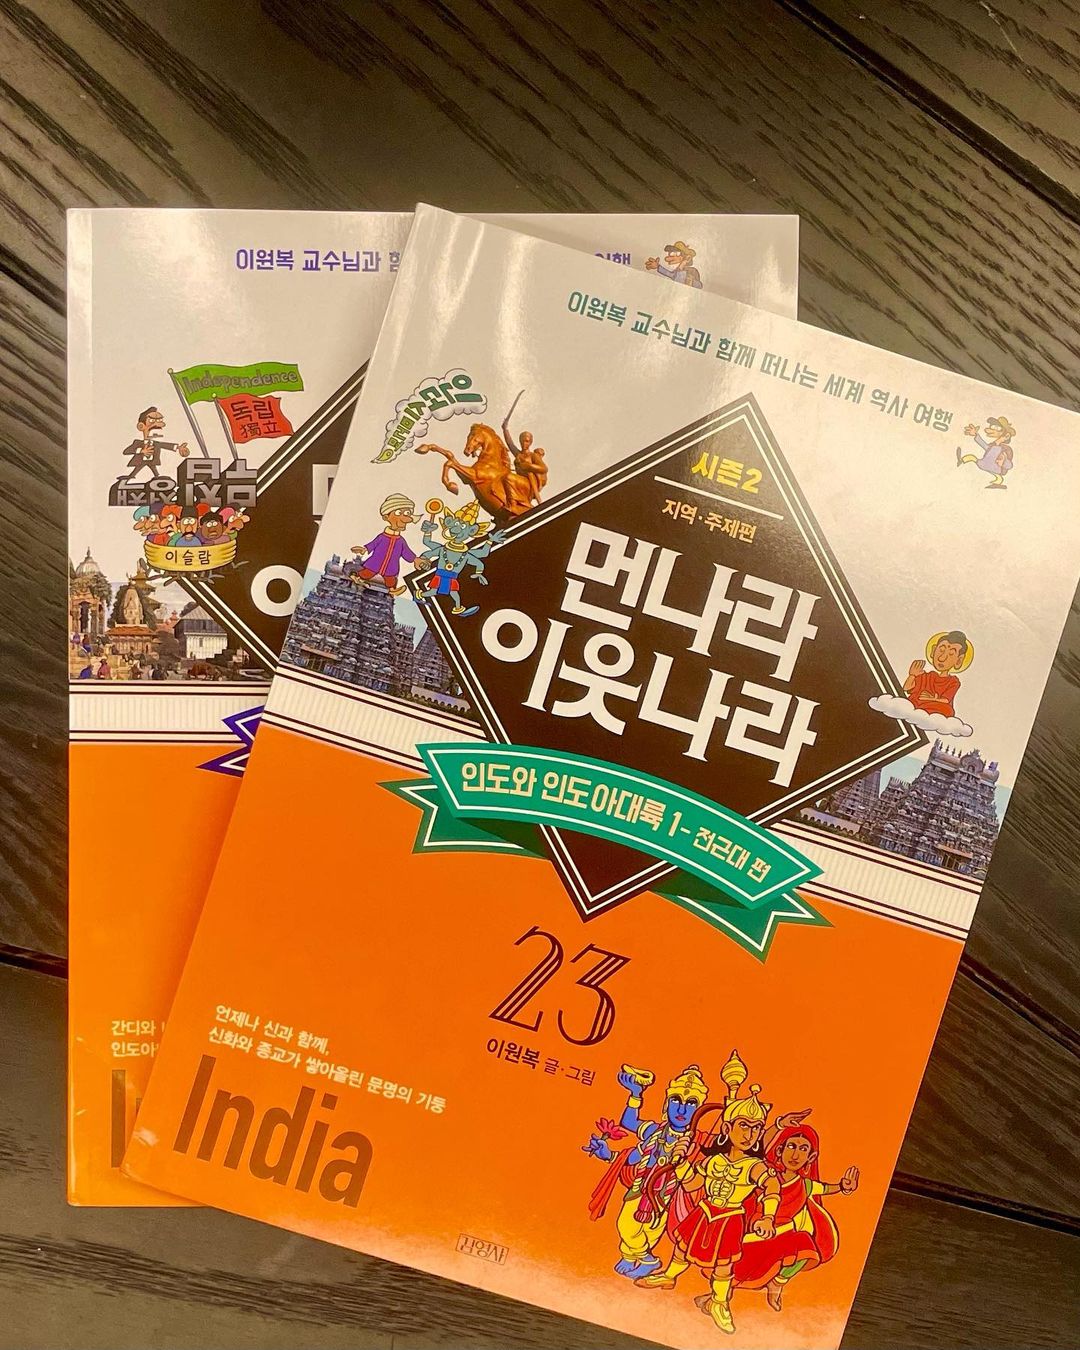 이원복 교수님과 함께 떠나는 세계 역사 여행
시즌2
지역·주제편
먼나라
이웃나라
인도와 인도아대륙 1 - 전근대 편
23
이원복 글·그림
언제나 신과 함께,
신화와 종교가 쌓아올린 문명의 기둥
India
김영사
이원복 교수님과
여행
Independence
독립
獨立
이슬람
간디와